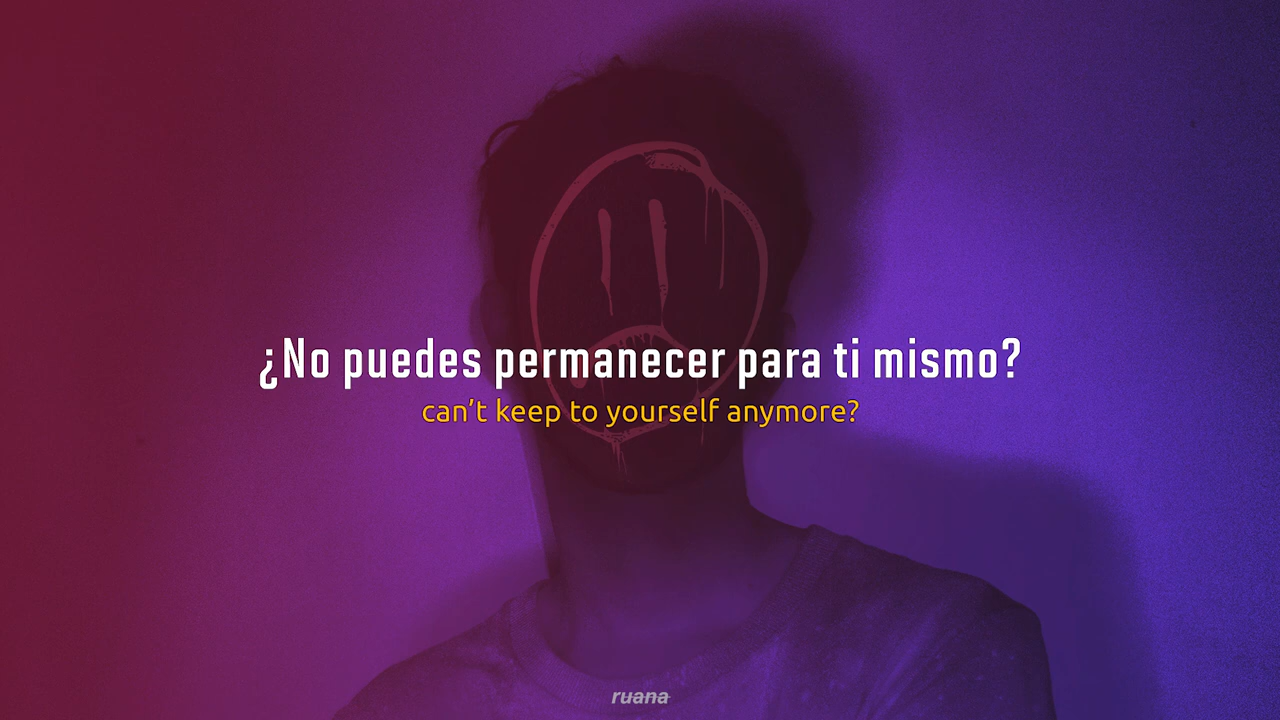 ¿No puedes permanecer para ti mismo?
can’t keep to yourself anymore?
ruana